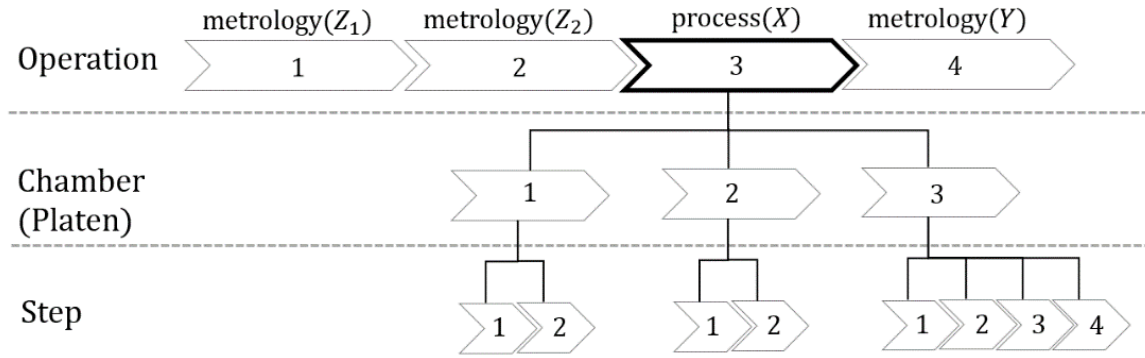 metrology(Z₁) metrology(Z₂) process(X) metrology(Y)
Operation 1 2 3 4
Chamber 1 2 3
(Platen)
Step 1 2 1 2 1 2 3 4